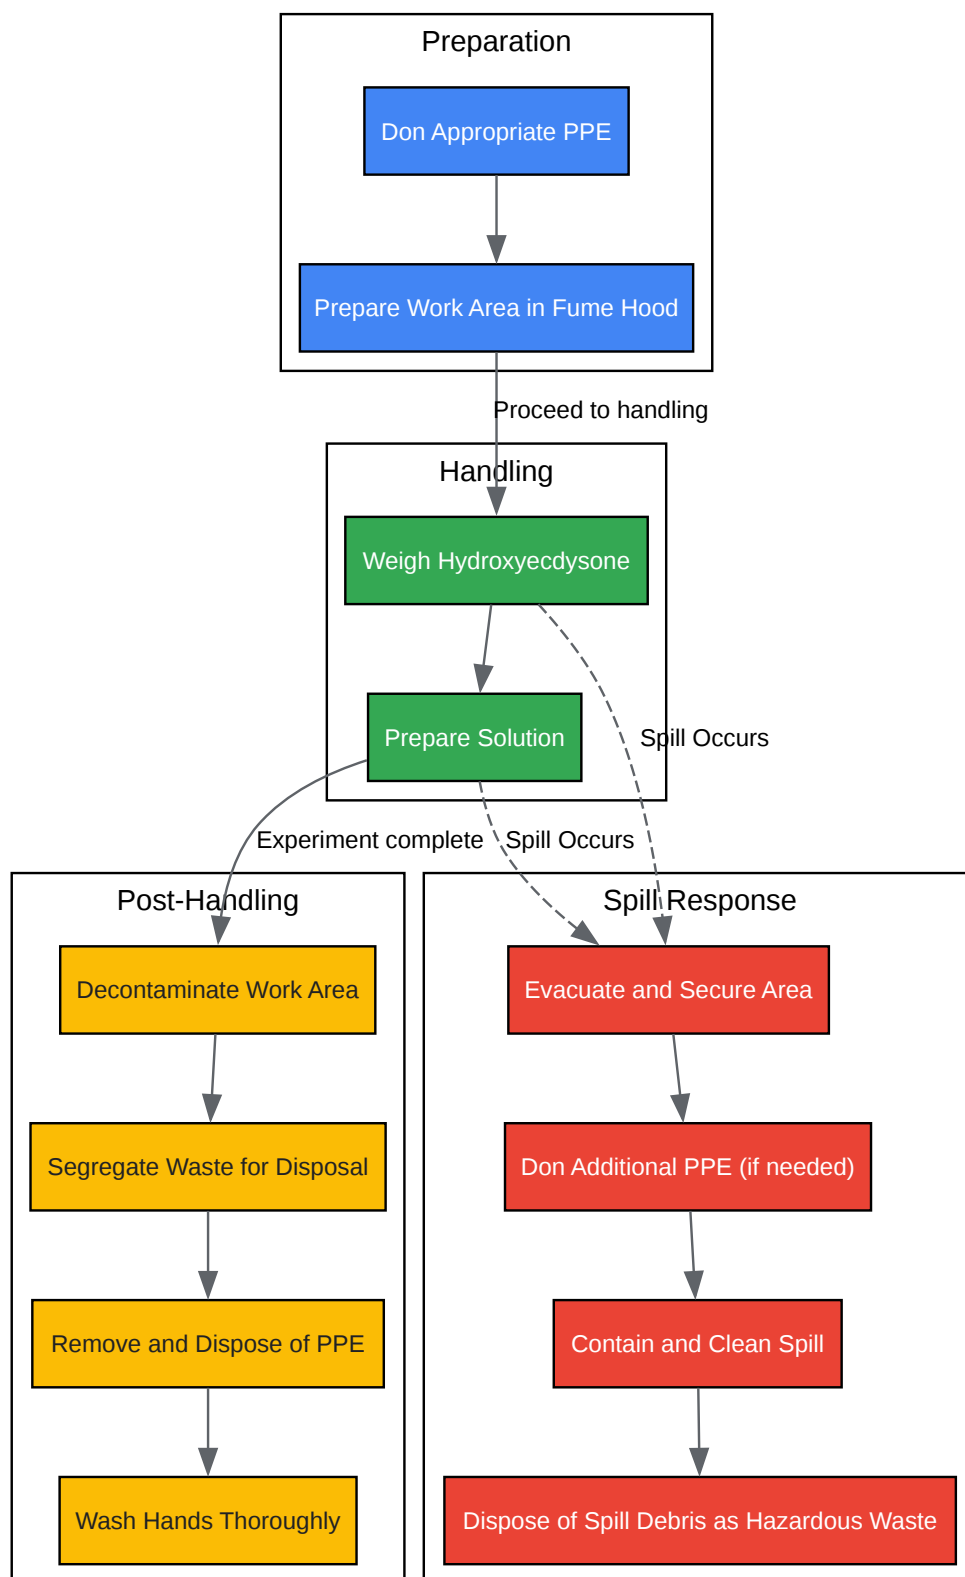 Preparation
Don Appropriate PPE
Prepare Work Area in Fume Hood
Proceed to handling
Handling
Weigh Hydroxyecdysone
Prepare Solution
Spill Occurs
Experiment complete
Spill Occurs
Post-Handling
Decontaminate Work Area
Segregate Waste for Disposal
Remove and Dispose of PPE
Wash Hands Thoroughly
Spill Response
Evacuate and Secure Area
Don Additional PPE (if needed)
Contain and Clean Spill
Dispose of Spill Debris as Hazardous Waste